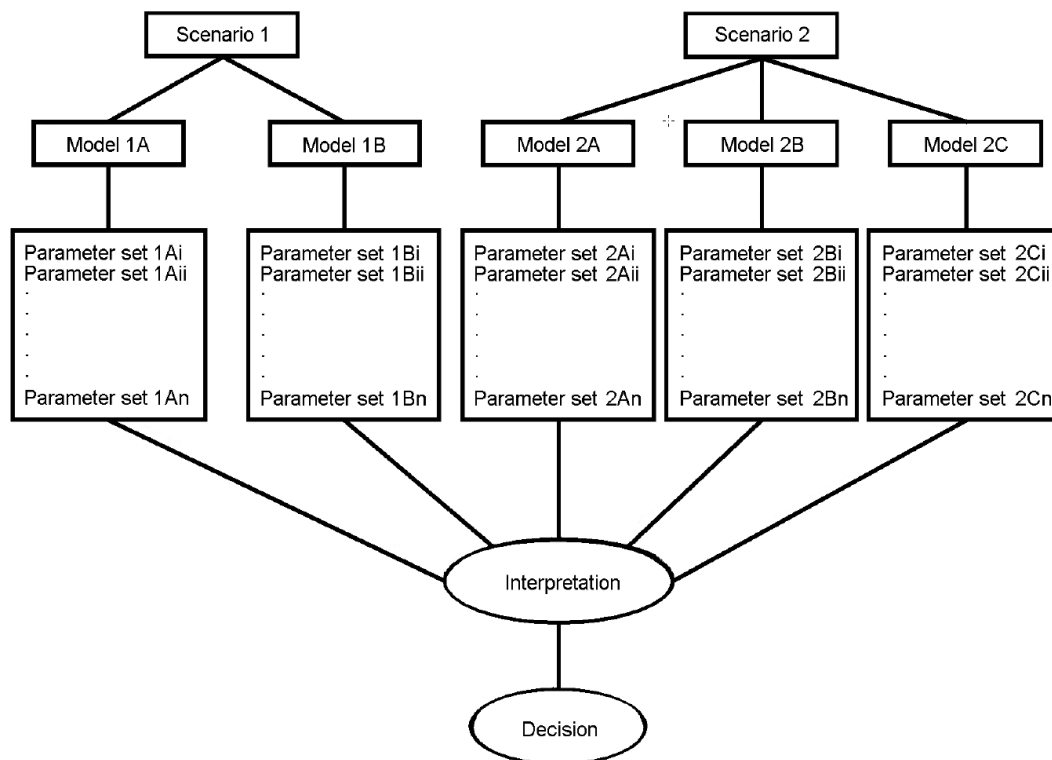 Scenario 1
Scenario 2
Model 1A
Model 1B
Model 2A
Model 2B
Model 2C
Parameter set 1Ai
Parameter set 1Aii
.
.
.
.
.
Parameter set 1An
Parameter set 1Bi
Parameter set 1Bii
.
.
.
.
.
Parameter set 1Bn
Parameter set 2Ai
Parameter set 2Aii
.
.
.
.
.
Parameter set 2An
Parameter set 2Bi
Parameter set 2Bii
.
.
.
.
.
Parameter set 2Bn
Parameter set 2Ci
Parameter set 2Cii
.
.
.
.
.
Parameter set 2Cn
Interpretation
Decision